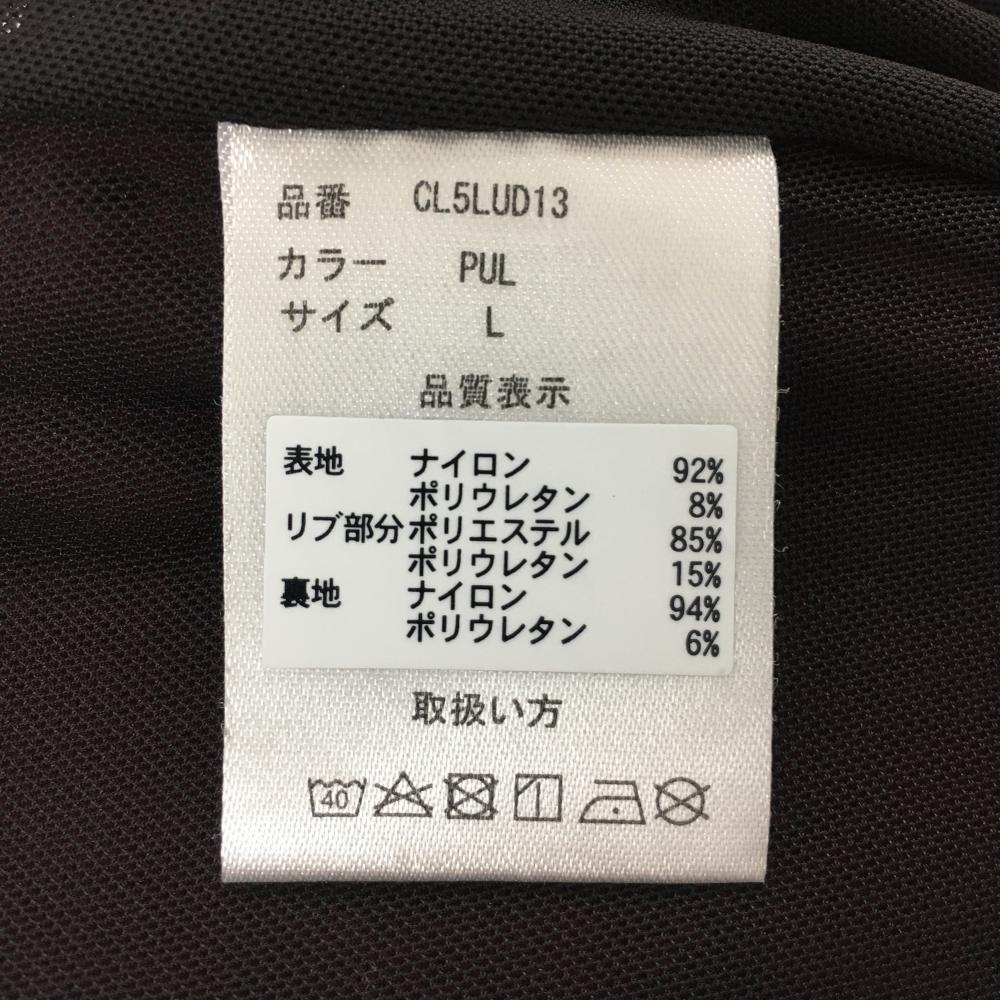 品番 CL5LUD13
カラー PUL
サイズ L
品質表示
表地 ナイロン 92%
ポリウレタン 8%
リブ部分 ポリエステル 85%
ポリウレタン 15%
裏地 ナイロン 94%
ポリウレタン 6%
取扱い方
40